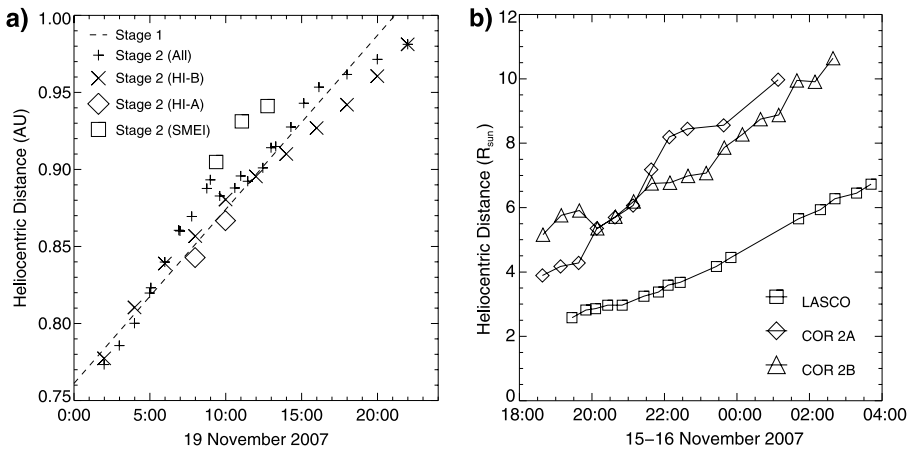 a)
Heliocentric Distance (AU)
1.00
0.95
0.90
0.85
0.80
0.75
Stage 1
Stage 2 (All)
Stage 2 (HI-B)
Stage 2 (HI-A)
Stage 2 (SMEI)
0:00 5:00 10:00 15:00 20:00
19 November 2007
b)
Heliocentric Distance (Rsun)
12
10
8
6
4
2
0
LASCO
COR 2A
COR 2B
18:00 20:00 22:00 00:00 02:00 04:00
15−16 November 2007